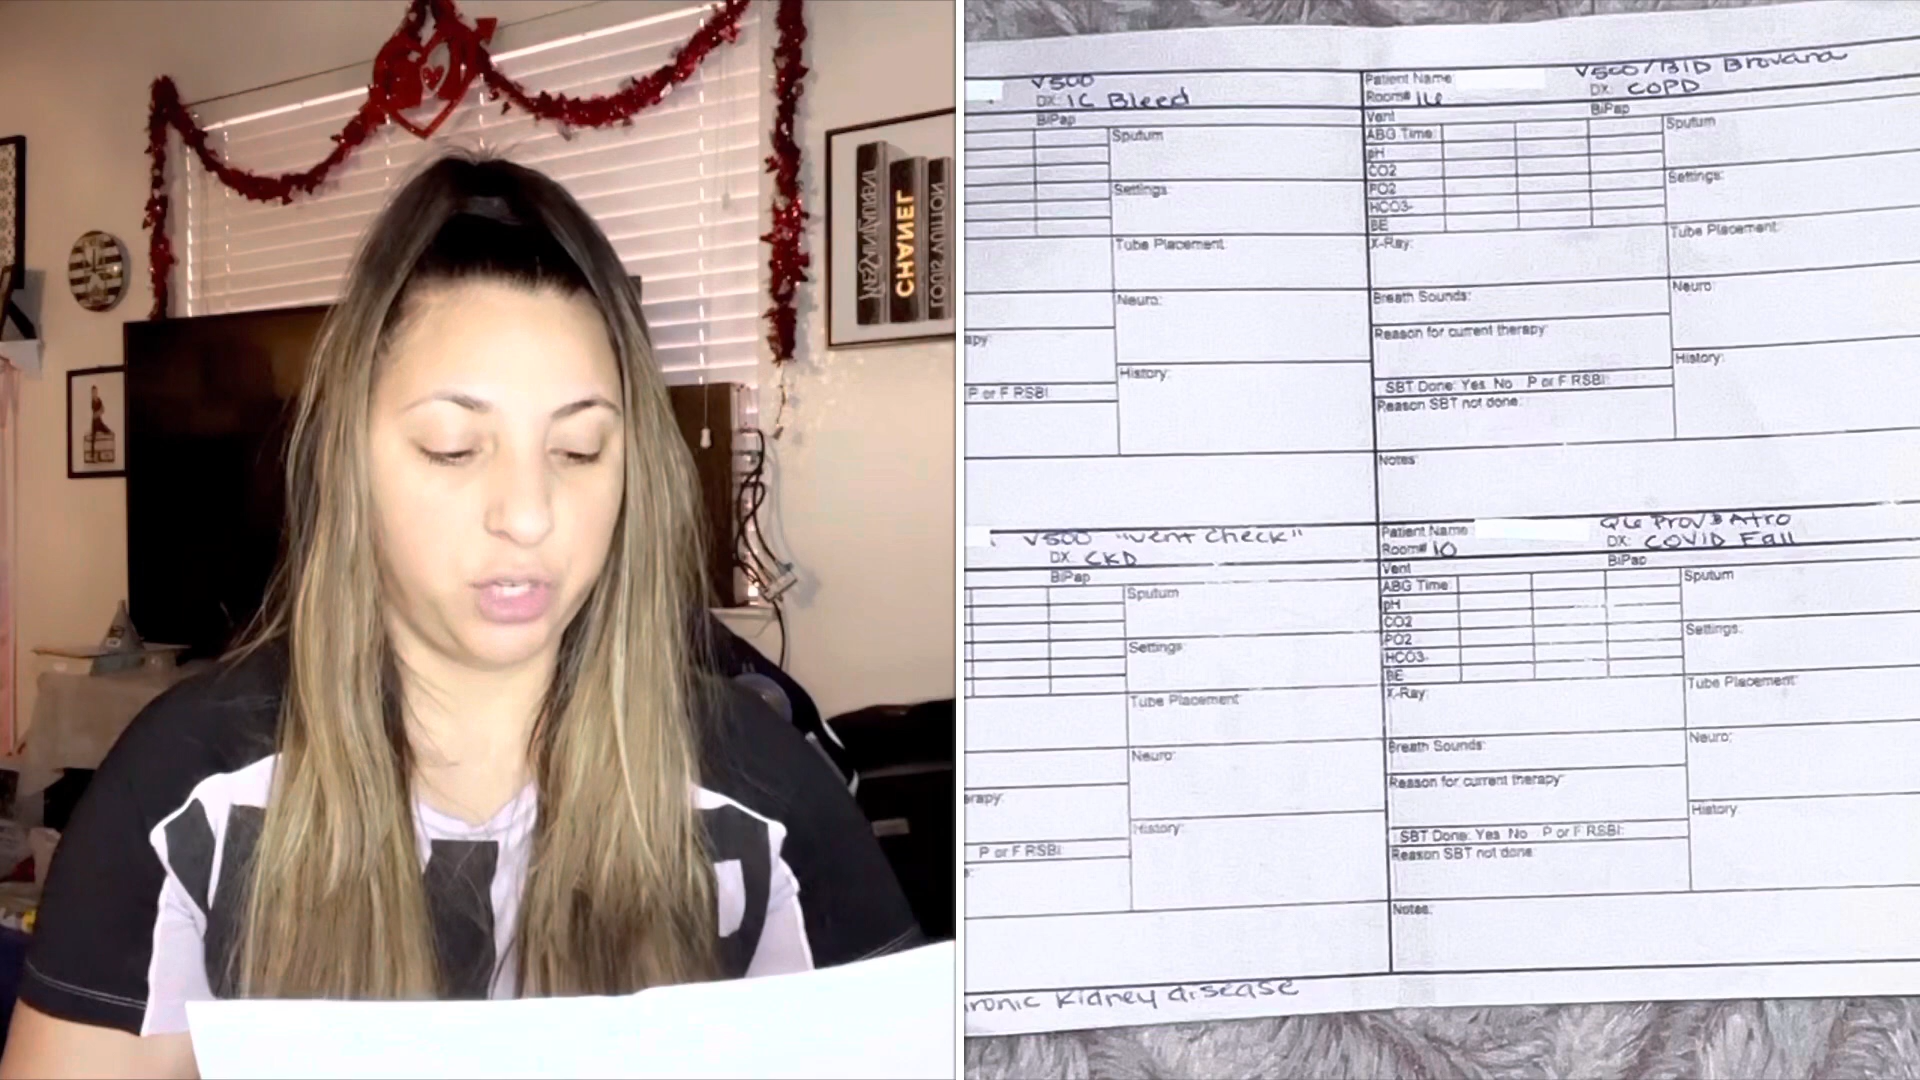 CHANEL
V500
DX: IC Bleed
BiPap
Sputum
Settings:
Tube Placement
Neuro:
apy:
History:
P or F RSBI
V500/BID Brovana
Patient Name
DX: COPD
Room# 16
Vent
BiPap
ABG Time
Sputum
pH
CO2
Settings:
PO2
HCO3-
BE
Tube Placement:
X-Ray:
Neuro:
Breath Sounds:
Reason for current therapy:
History:
SBT Done: Yes No P or F RSBI:
Reason SBT not done:
Notes:
V500 "Vent Check"
DX: CKD
BiPap
Sputum
Settings:
Tube Placement
Neuro:
erapy:
History:
P or F RSBI
Q6 Prov & Atro
Patient Name
DX: COVID Fall
Room# 10
Vent
BiPap
ABG Time
Sputum
pH
CO2
Settings:
PO2
HCO3-
BE
Tube Placement:
X-Ray:
Neuro:
Breath Sounds:
Reason for current therapy:
History
SBT Done: Yes No P or F RSBI:
Reason SBT not done:
Notes:
ronic Kidney disease